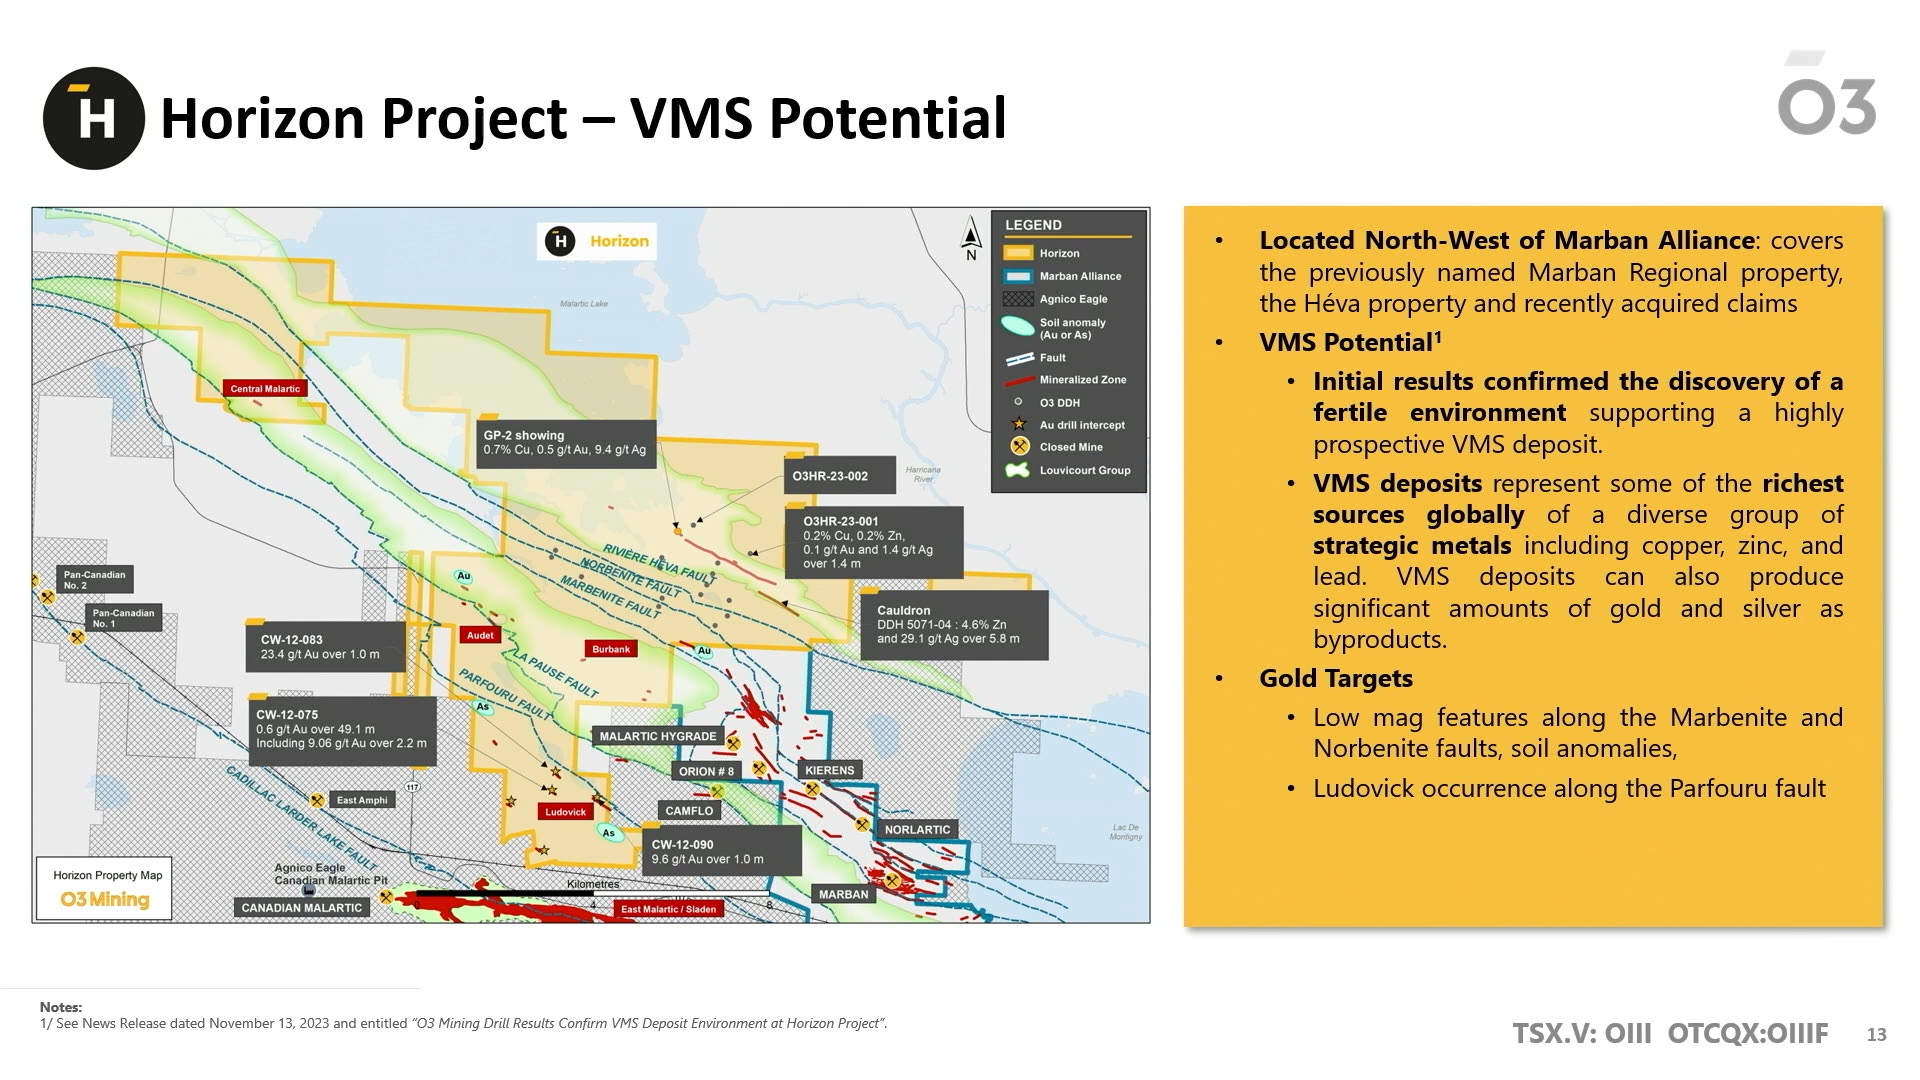 H
Horizon Project – VMS Potential
Ō3
H Horizon
Malartic Lake
N
LEGEND
Horizon
Marban Alliance
Agnico Eagle
Soil anomaly
(Au or As)
Fault
Mineralized Zone
O3 DDH
Au drill intercept
Closed Mine
Louvicourt Group
Central Malartic
GP-2 showing
0.7% Cu, 0.5 g/t Au, 9.4 g/t Ag
O3HR-23-002
Harricana
River
O3HR-23-001
0.2% Cu, 0.2% Zn,
0.1 g/t Au and 1.4 g/t Ag
over 1.4 m
RIVIÈRE HÉVA FAULT
NORBENITE FAULT
MARBENITE FAULT
Cauldron
DDH 5071-04 : 4.6% Zn
and 29.1 g/t Ag over 5.8 m
Pan-Canadian
No. 2
Pan-Canadian
No. 1
Au
CW-12-083
23.4 g/t Au over 1.0 m
Audet
Burbank
Au
LA PAUSE FAULT
PARFOURU FAULT
As
CW-12-075
0.6 g/t Au over 49.1 m
Including 9.06 g/t Au over 2.2 m
MALARTIC HYGRADE
ORION # 8
KIERENS
CADILLAC LARDER LAKE FAULT
117
East Amphi
Ludovick
CAMFLO
As
NORLARTIC
Lac De
Montigny
CW-12-090
9.6 g/t Au over 1.0 m
Agnico Eagle
Canadian Malartic Pit
Horizon Property Map
O3 Mining
CANADIAN MALARTIC
Kilometres
0 4 8
East Malartic / Sladen
MARBAN
• Located North-West of Marban Alliance: covers
the previously named Marban Regional property,
the Héva property and recently acquired claims
• VMS Potential¹
• Initial results confirmed the discovery of a
fertile environment supporting a highly
prospective VMS deposit.
• VMS deposits represent some of the richest
sources globally of a diverse group of
strategic metals including copper, zinc, and
lead. VMS deposits can also produce
significant amounts of gold and silver as
byproducts.
• Gold Targets
• Low mag features along the Marbenite and
Norbenite faults, soil anomalies,
• Ludovick occurrence along the Parfouru fault
Notes:
1/ See News Release dated November 13, 2023 and entitled “O3 Mining Drill Results Confirm VMS Deposit Environment at Horizon Project”.
TSX.V: OIII OTCQX:OIIIF 13